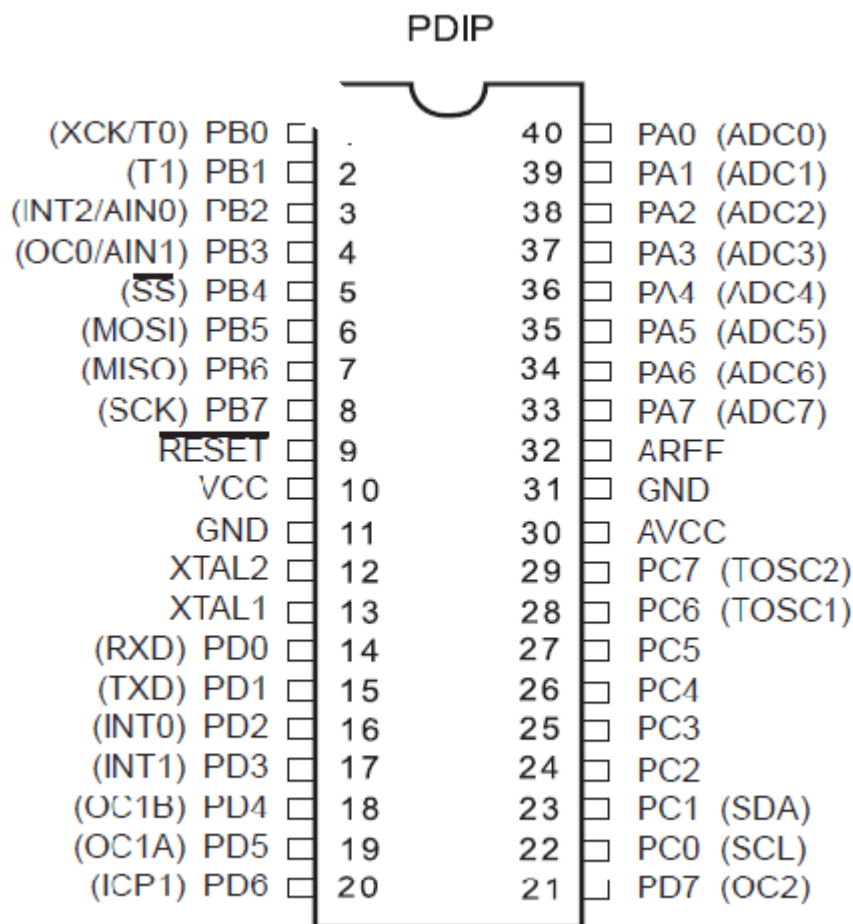 PDIP
(XCK/T0) PB0 . 40 PA0 (ADC0)
(T1) PB1 2 39 PA1 (ADC1)
(INT2/AIN0) PB2 3 38 PA2 (ADC2)
(OC0/AIN1) PB3 4 37 PA3 (ADC3)
(SS) PB4 5 36 PA4 (ADC4)
(MOSI) PB5 6 35 PA5 (ADC5)
(MISO) PB6 7 34 PA6 (ADC6)
(SCK) PB7 8 33 PA7 (ADC7)
RESET 9 32 ARFF
VCC 10 31 GND
GND 11 30 AVCC
XTAL2 12 29 PC7 (TOSC2)
XTAL1 13 28 PC6 (TOSC1)
(RXD) PD0 14 27 PC5
(TXD) PD1 15 26 PC4
(INT0) PD2 16 25 PC3
(INT1) PD3 17 24 PC2
(OC1B) PD4 18 23 PC1 (SDA)
(OC1A) PD5 19 22 PC0 (SCL)
(ICP1) PD6 20 21 PD7 (OC2)